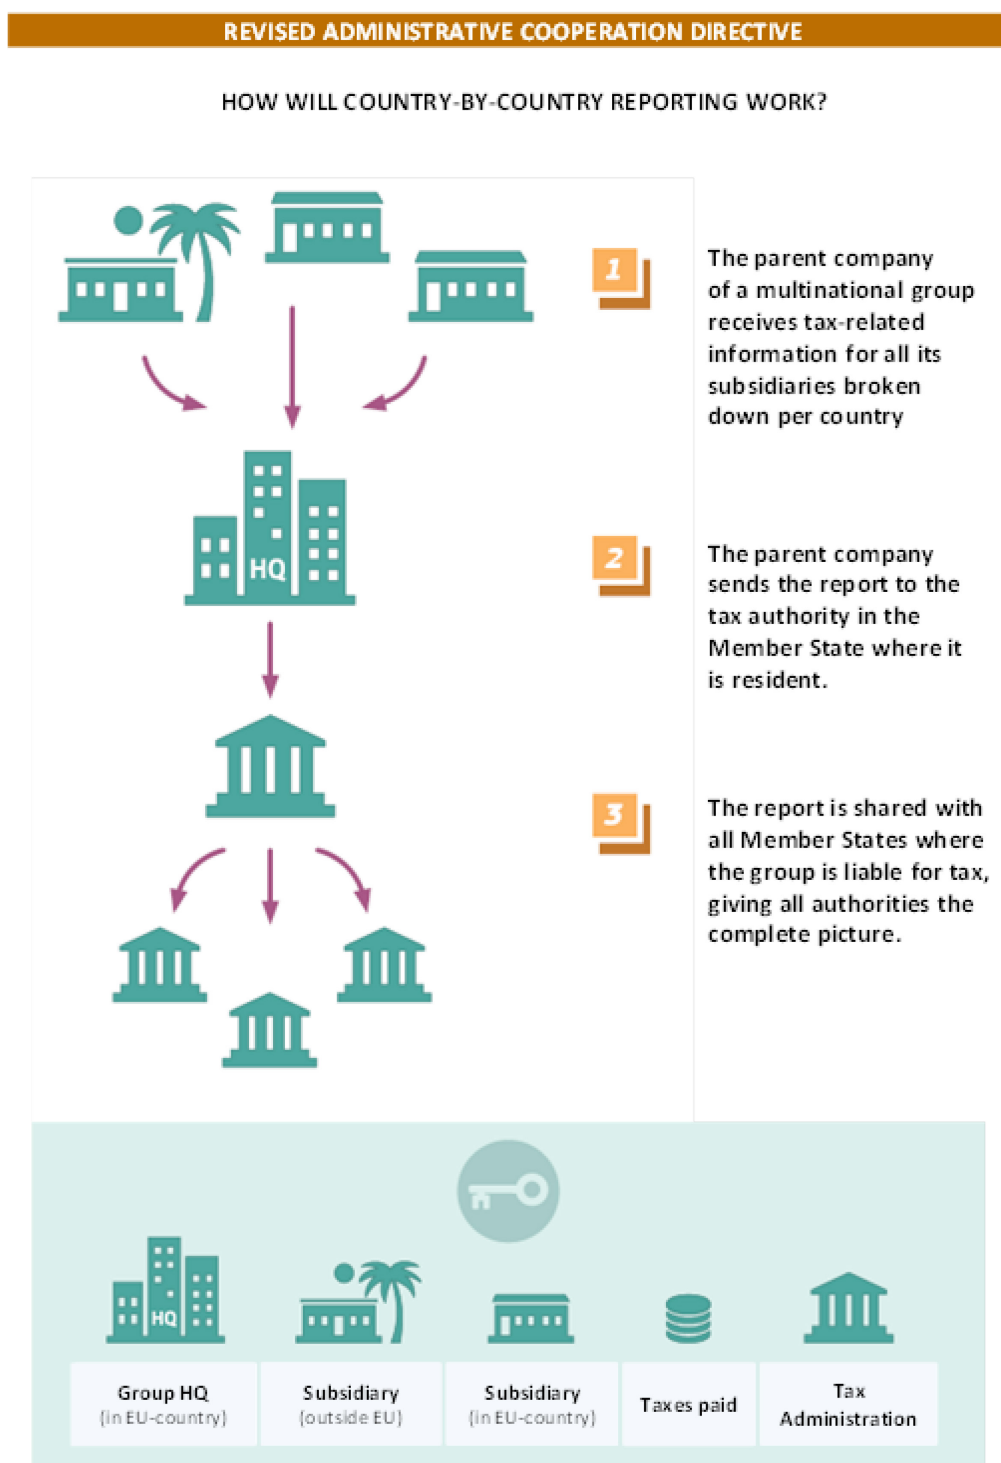 REVISED ADMINISTRATIVE COOPERATION DIRECTIVE
HOW WILL COUNTRY-BY-COUNTRY REPORTING WORK?
1
The parent company
of a multinational group
receives tax-related
information for all its
subsidiaries broken
down per country
HQ
2
The parent company
sends the report to the
tax authority in the
Member State where it
is resident.
3
The report is shared with
all Member States where
the group is liable for tax,
giving all authorities the
complete picture.
HQ
Group HQ
(in EU-country)
Subsidiary
(outside EU)
Subsidiary
(in EU-country)
Taxes paid
Tax
Administration